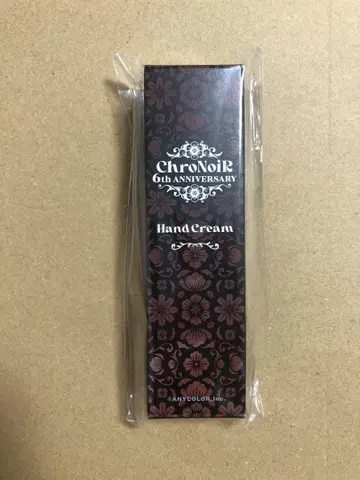 ChroNoiR
6th ANNIVERSARY
Hand Cream
©ANYCOLOR, Inc.